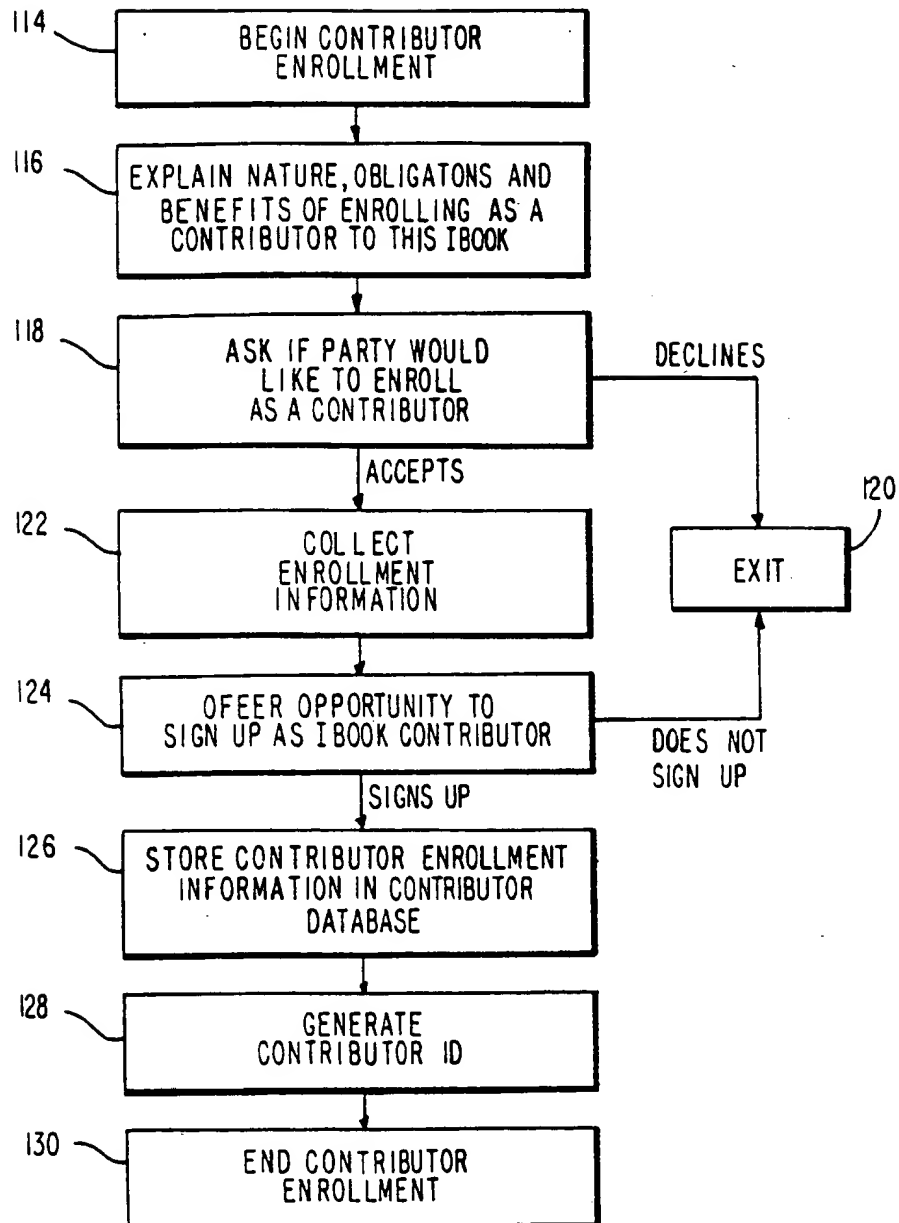 114
BEGIN CONTRIBUTOR
ENROLLMENT
116
EXPLAIN NATURE, OBLIGATONS AND
BENEFITS OF ENROLLING AS A
CONTRIBUTOR TO THIS IBOOK
118
ASK IF PARTY WOULD
LIKE TO ENROLL
AS A CONTRIBUTOR
DECLINES
ACCEPTS
120
EXIT
122
COLLECT
ENROLLMENT
INFORMATION
124
OFEER OPPORTUNITY TO
SIGN UP AS IBOOK CONTRIBUTOR
DOES NOT
SIGN UP
SIGNS UP
126
STORE CONTRIBUTOR ENROLLMENT
INFORMATION IN CONTRIBUTOR
DATABASE
128
GENERATE
CONTRIBUTOR ID
130
END CONTRIBUTOR
ENROLLMENT